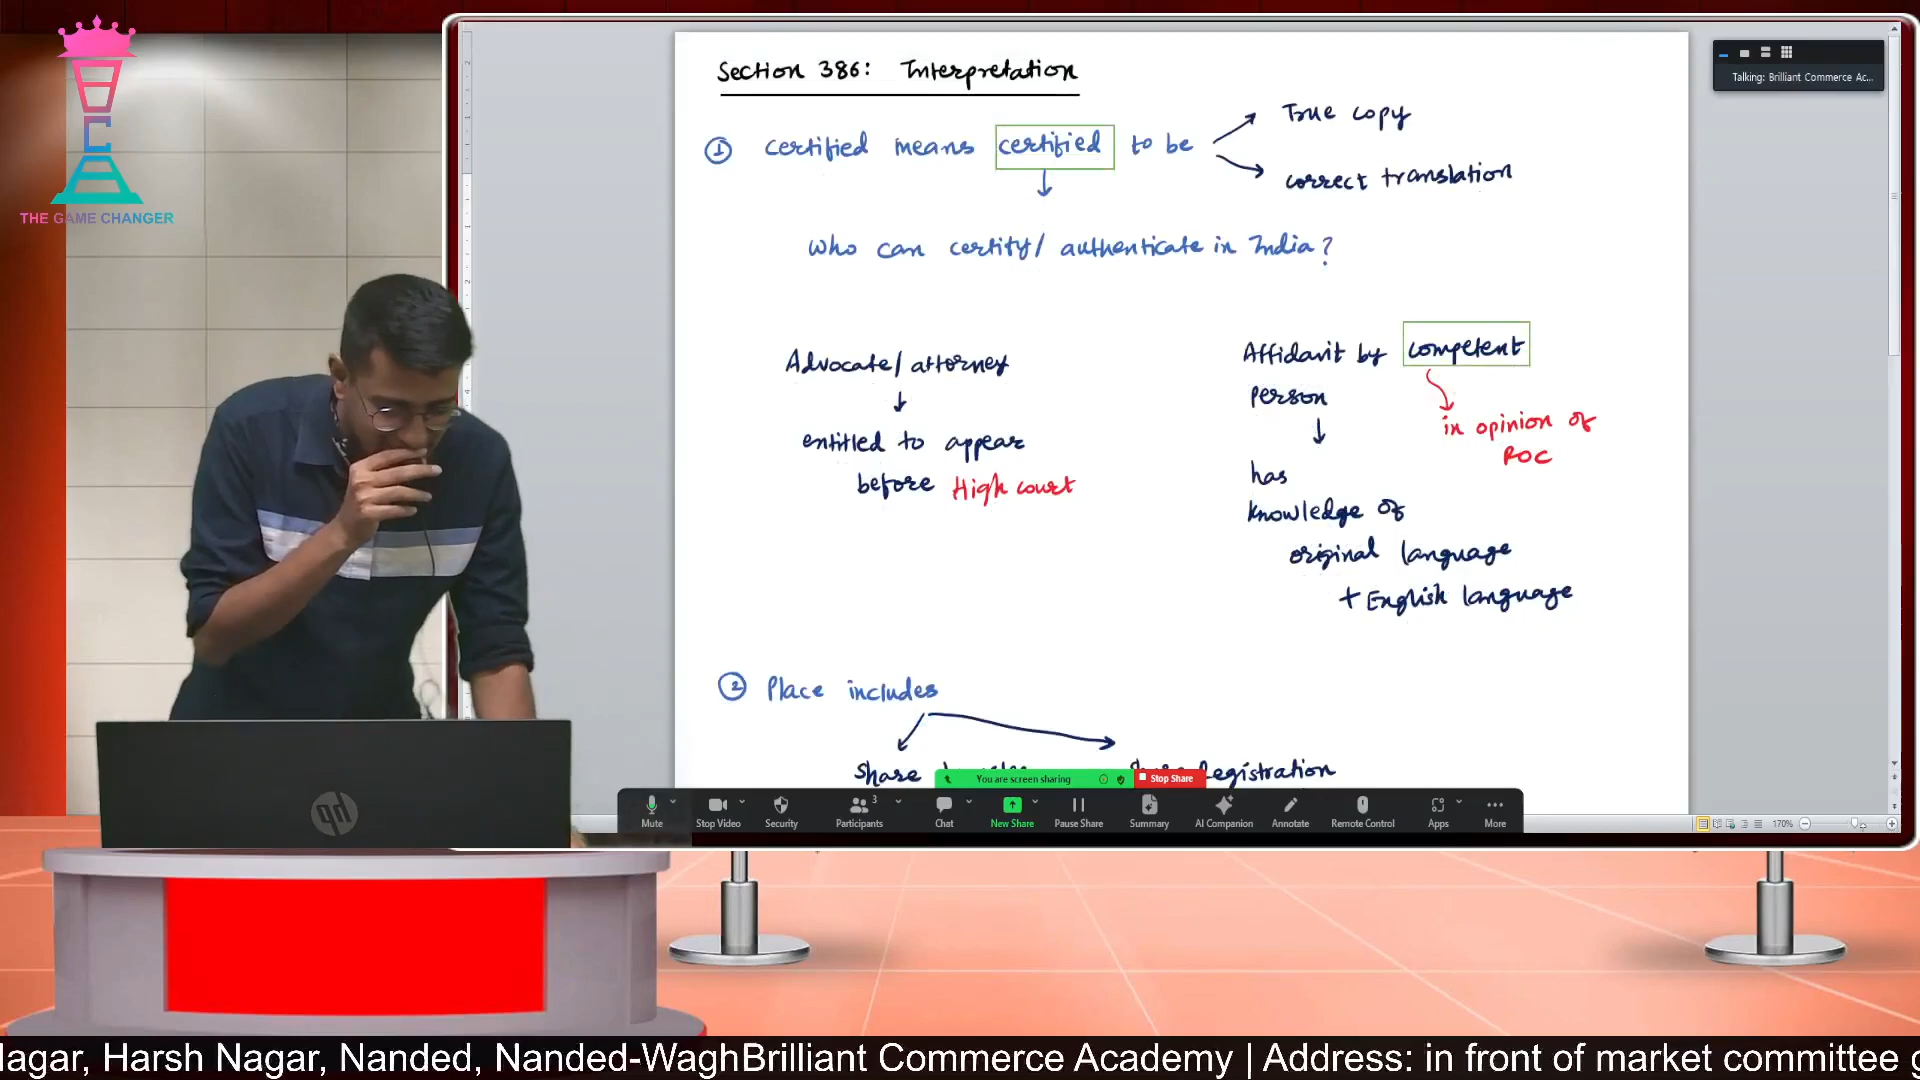 THE GAME CHANGER
Section 386: Interpretation
Talking: Brilliant Commerce Ac...
① certified means certified to be
True copy
correct translation
Who can certify/ authenticate in India?
Advocate/ attorney
entitled to appear
before High court
Affidavit by competent
person
in opinion of
ROC
has
knowledge of
original language
+ English language
② Place includes
Share
Registration
You are screen sharing
Stop Share
Mute
Stop Video
Security
Participants
3
Chat
New Share
Pause Share
Summary
AI Companion
Annotate
Remote Control
Apps
More
170%
hp
Nagar, Harsh Nagar, Nanded, Nanded-WaghBrilliant Commerce Academy | Address: in front of market committee g